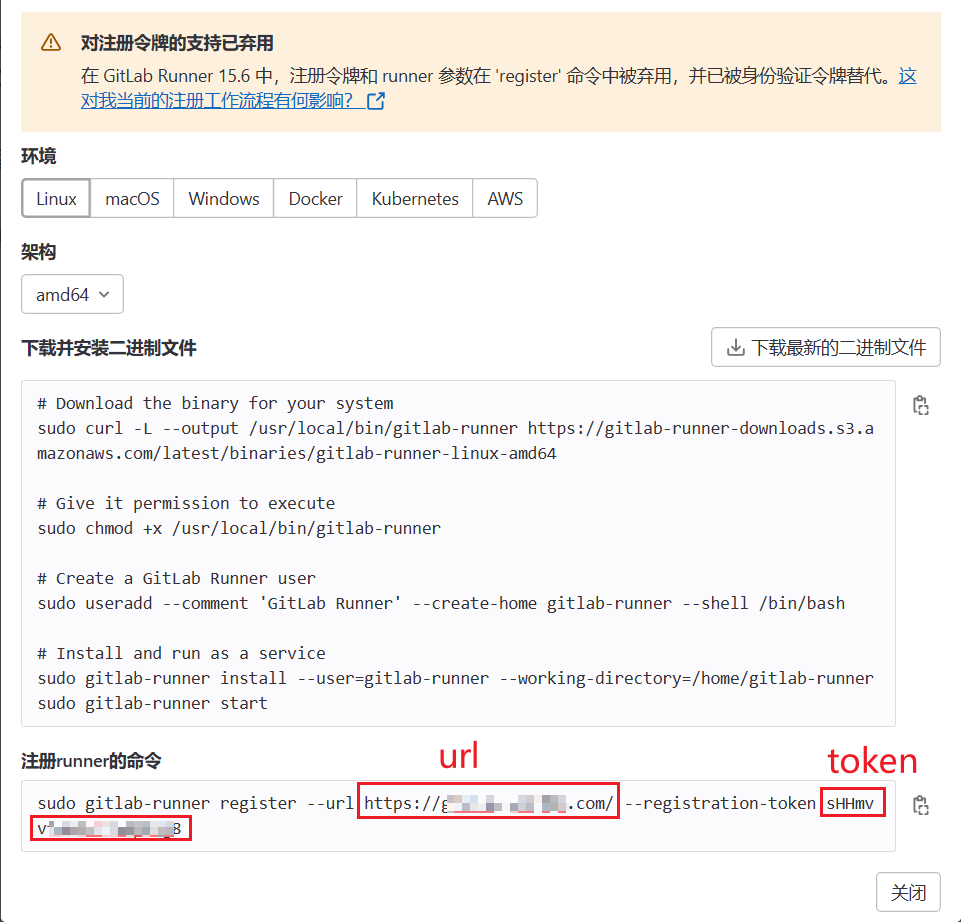 对注册令牌的支持已弃用
在 GitLab Runner 15.6 中，注册令牌和 runner 参数在 'register' 命令中被弃用，并已被身份验证令牌替代。这
对我当前的注册工作流程有何影响？
环境
Linux macOS Windows Docker Kubernetes AWS
架构
amd64
下载并安装二进制文件 下载最新的二进制文件
# Download the binary for your system
sudo curl -L --output /usr/local/bin/gitlab-runner https://gitlab-runner-downloads.s3.a
mazonaws.com/latest/binaries/gitlab-runner-linux-amd64
# Give it permission to execute
sudo chmod +x /usr/local/bin/gitlab-runner
# Create a GitLab Runner user
sudo useradd --comment 'GitLab Runner' --create-home gitlab-runner --shell /bin/bash
# Install and run as a service
sudo gitlab-runner install --user=gitlab-runner --working-directory=/home/gitlab-runner
sudo gitlab-runner start
注册runner的命令 url token
sudo gitlab-runner register --url https://g .com/ --registration-token sHHmv
v 8
关闭